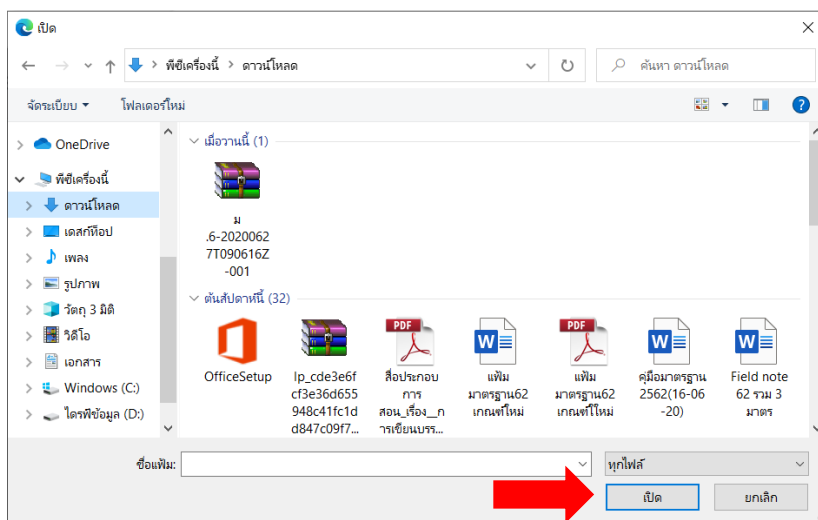 เปิด
พีซีเครื่องนี้ > ดาวน์โหลด
ค้นหา ดาวน์โหลด
จัดระเบียบ
โฟลเดอร์ใหม่
OneDrive
พีซีเครื่องนี้
ดาวน์โหลด
เดสก์ท็อป
เพลง
รูปภาพ
วัตถุ 3 มิติ
วิดีโอ
เอกสาร
Windows (C:)
ไดรฟ์ข้อมูล (D:)
เมื่อวานนี้ (1)
ม
.6-2020062
7T090616Z
-001
ต้นสัปดาห์นี้ (32)
OfficeSetup
lp_cde3e6f
cf3e36d655
948c41fc1d
d847c09f7...
PDF
สื่อประกอบ
การ
สอน_เรื่อง__ก
ารเขียนบรร...
W
แฟ้ม
มาตรฐาน62
เกณฑ์ใหม่
PDF
แฟ้ม
มาตรฐาน62
เกณฑ์ใใหม่
W
คู่มือมาตรฐาน
2562(16-06
-20)
W
Field note
62 รวม 3
มาตร
ชื่อแฟ้ม:
ทุกไฟล์
เปิด
ยกเลิก